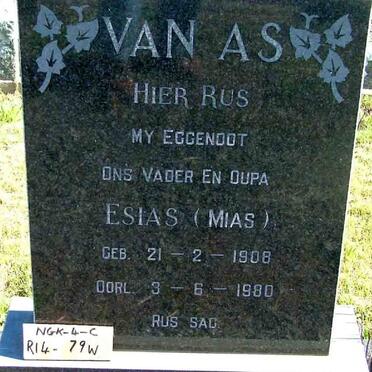 VAN AS
HIER RUS
MY EGGENOOT
ONS VADER EN OUPA
ESIAS (MIAS)
GEB. 21 - 2 - 1908
OORL. 3 - 6 - 1980
RUS SAG.
NGK-4-C
R14- 79W